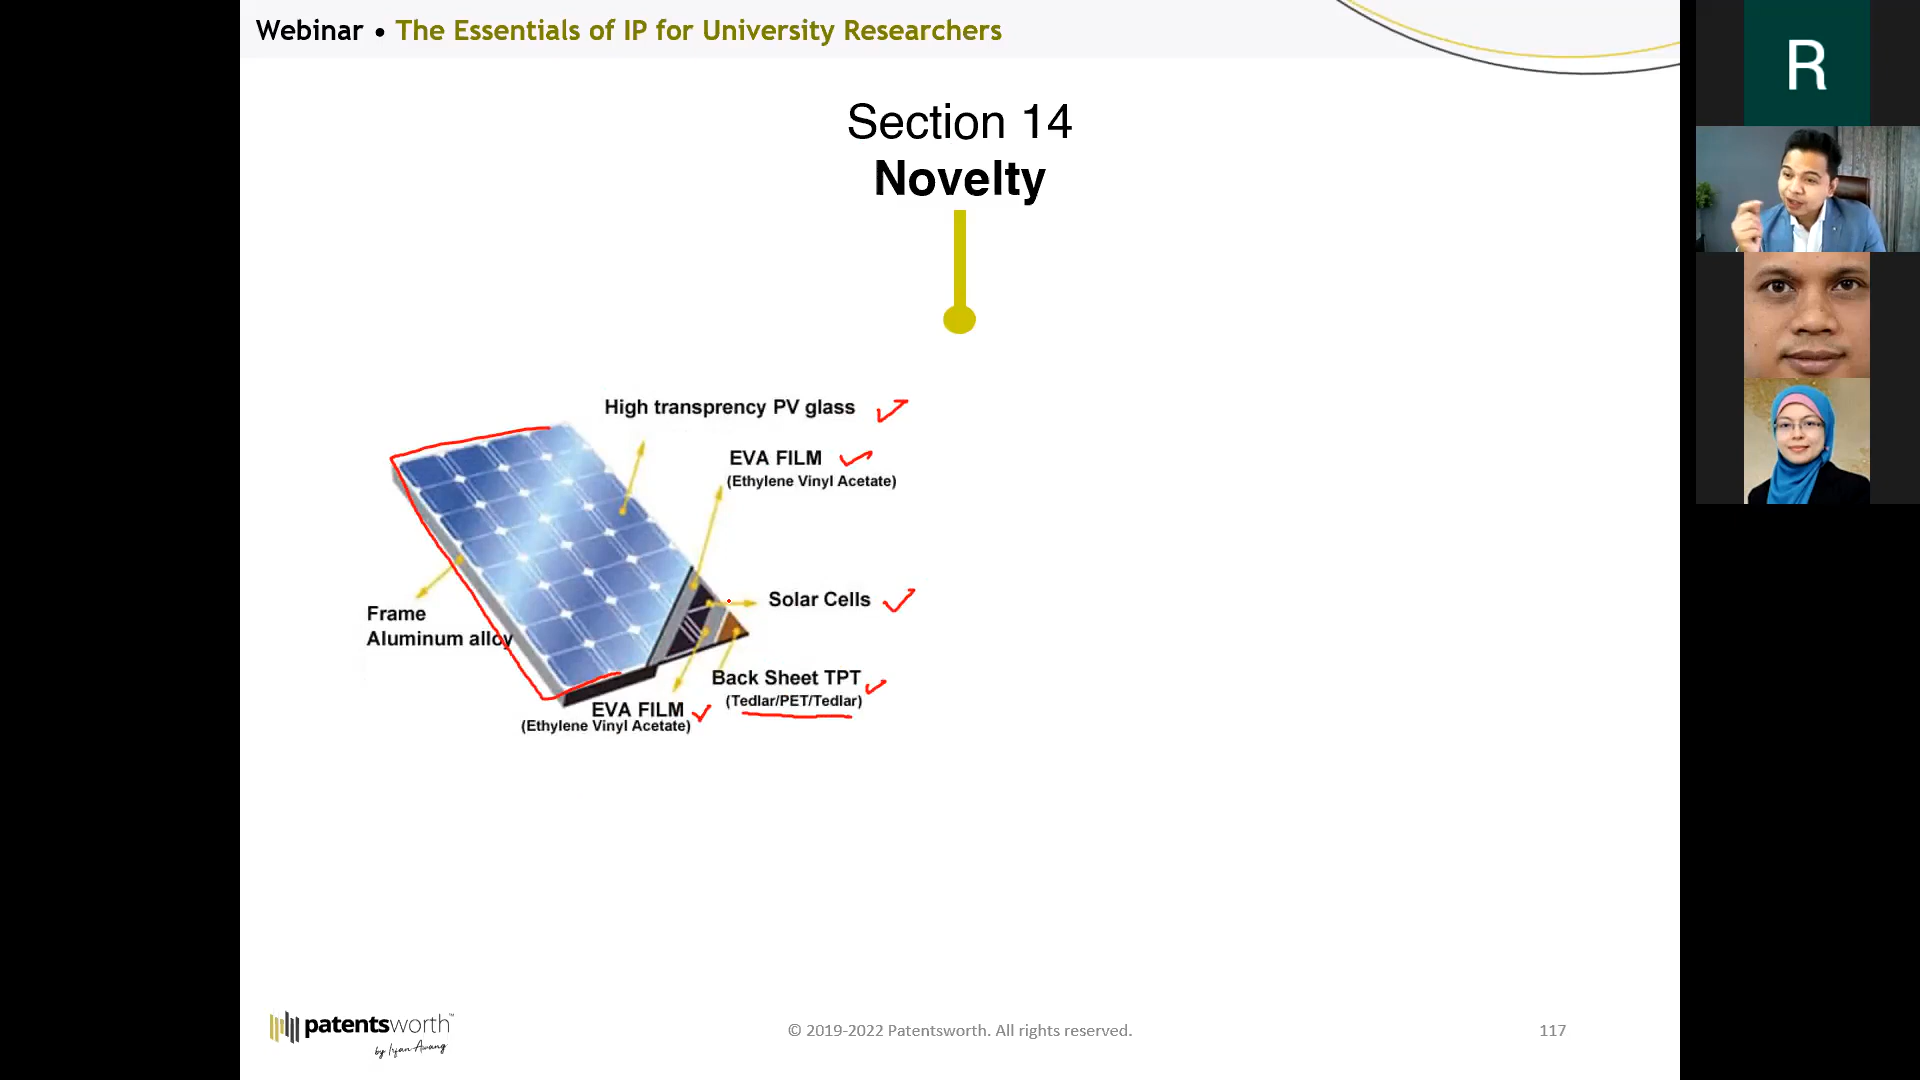 Webinar • The Essentials of IP for University Researchers
R
Section 14
Novelty
High transprency PV glass
EVA FILM
(Ethylene Vinyl Acetate)
Solar Cells
Frame
Aluminum alloy
Back Sheet TPT
(Tedlar/PET/Tedlar)
EVA FILM
(Ethylene Vinyl Acetate)
patentsworth™
by Irfan Awang
© 2019-2022 Patentsworth. All rights reserved.
117